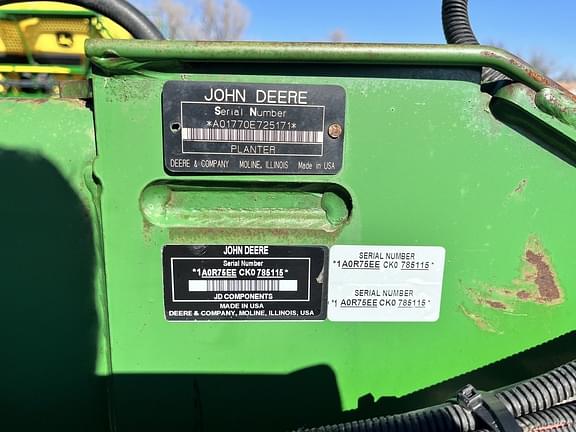 JOHN DEERE
Serial Number
*A01770E725171*
PLANTER
DEERE & COMPANY MOLINE, ILLINOIS Made in USA
JOHN DEERE
Serial Number
*1A0R75EE CK0 785115*
JD COMPONENTS
MADE IN USA
DEERE & COMPANY, MOLINE, ILLINOIS, USA
SERIAL NUMBER
*1A0R75EE CK0 785115 *
SERIAL NUMBER
*1 A0R75EE CK0 785115 *